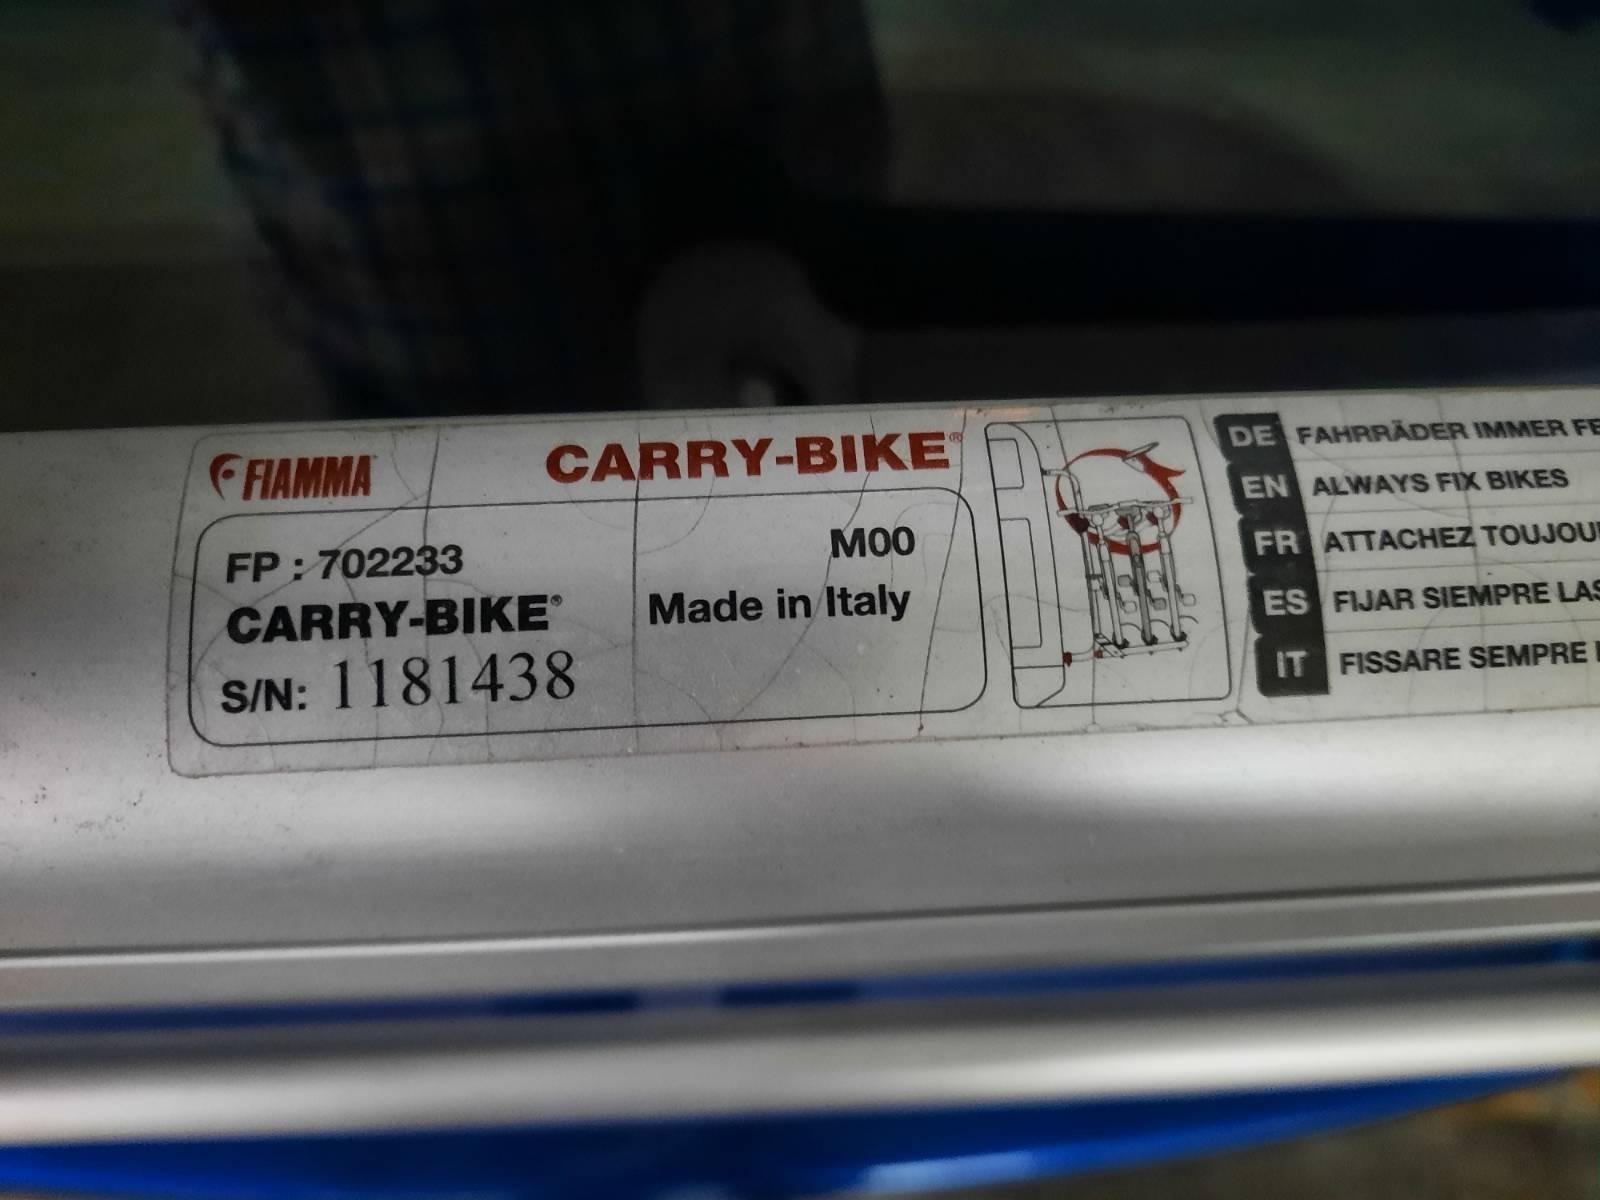 FIAMMA
CARRY-BIKE®
FP : 702233
M00
CARRY-BIKE®
Made in Italy
S/N: 1181438
DE FAHRRÄDER IMMER
EN ALWAYS FIX BIKES
FR ATTACHEZ
ES FIJAR SIEMPRE
IT FISSARE SEMPRE